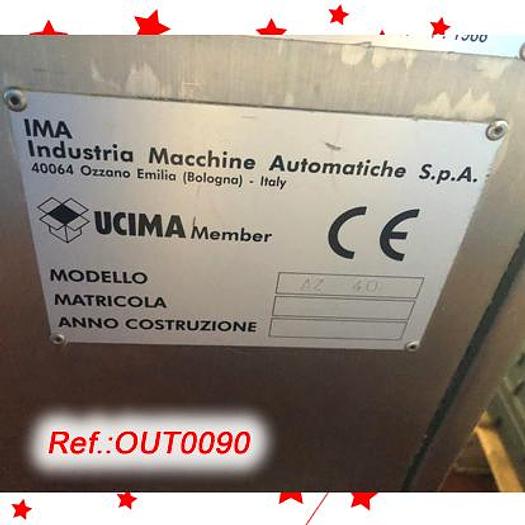 IMA
Industria Macchine Automatiche S.p.A.
40064 Ozzano Emilia (Bologna) - Italy
UCIMA Member
CE
MODELLO AZ 40
MATRICOLA
ANNO COSTRUZIONE
Ref.:OUT0090